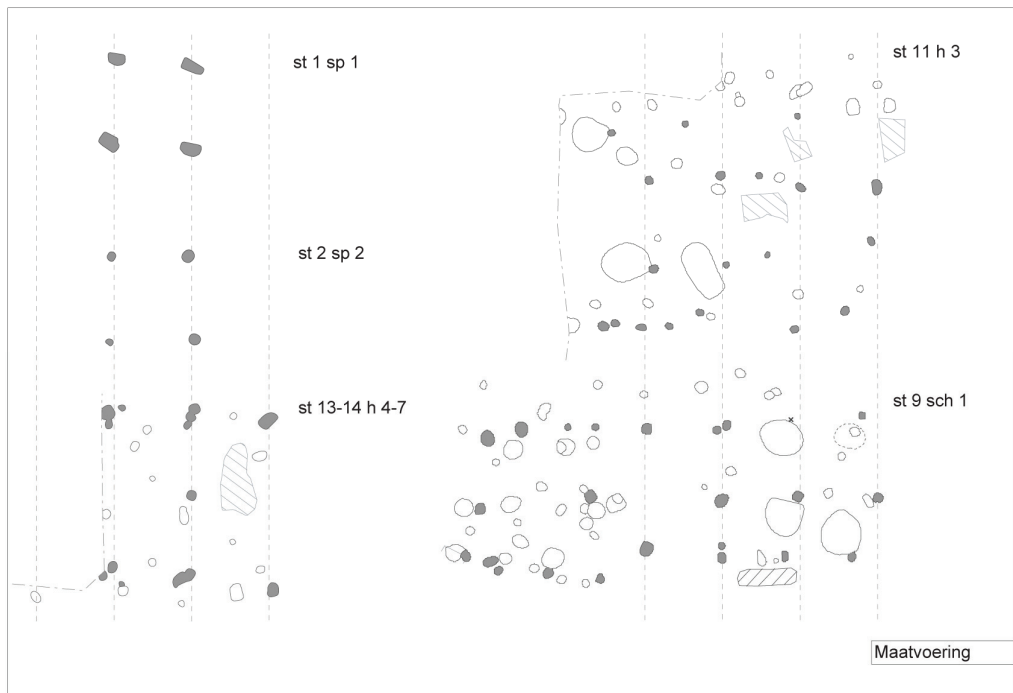 st 1 sp 1
st 2 sp 2
st 13-14 h 4-7
st 11 h 3
st 9 sch 1
Maatvoering